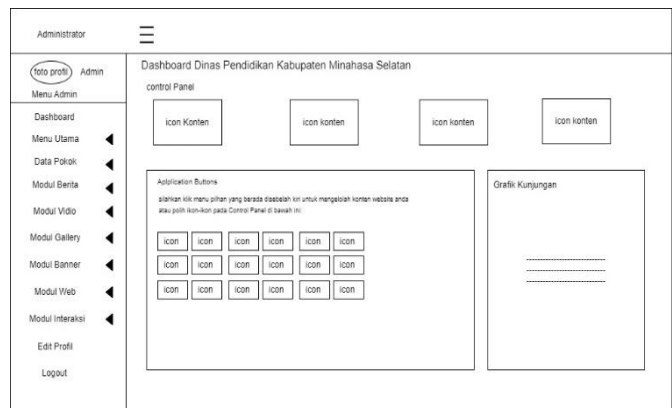 Administrator
foto profil Admin
Menu Admin
Dashboard
Menu Utama
Data Pokok
Modul Berita
Modul Vidio
Modul Gallery
Modul Banner
Modul Web
Modul Interaksi
Edit Profil
Logout
Dashboard Dinas Pendidikan Kabupaten Minahasa Selatan
control Panel
icon Konten icon konten icon konten icon konten
Aplplication Buttons
silahkan klik menu pilhan yang berada disebelah kiri untuk mengelolah konten website anda
atau polih ikon-ikon pada Control Panel di bawah ini:
icon icon icon icon icon icon
icon icon icon icon icon icon
icon icon icon icon icon icon
Grafik Kunjungan